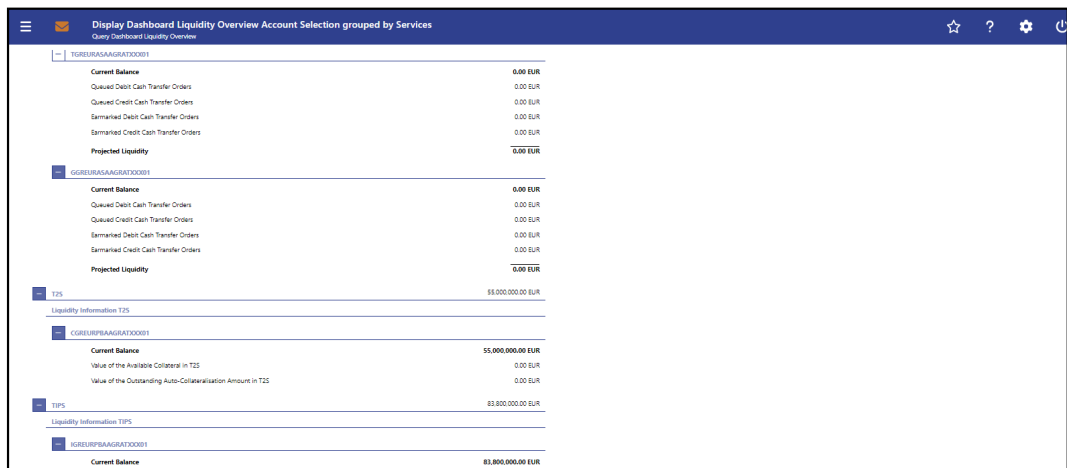 Display Dashboard Liquidity Overview Account Selection grouped by Services
Query Dashboard Liquidity Overview
TGREURASAAGRATXXX01
Current Balance 0.00 EUR
Queued Debit Cash Transfer Orders 0.00 EUR
Queued Credit Cash Transfer Orders 0.00 EUR
Earmarked Debit Cash Transfer Orders 0.00 EUR
Earmarked Credit Cash Transfer Orders 0.00 EUR
Projected Liquidity 0.00 EUR
GGREURASAAGRATXXX01
Current Balance 0.00 EUR
Queued Debit Cash Transfer Orders 0.00 EUR
Queued Credit Cash Transfer Orders 0.00 EUR
Earmarked Debit Cash Transfer Orders 0.00 EUR
Earmarked Credit Cash Transfer Orders 0.00 EUR
Projected Liquidity 0.00 EUR
T2S 55,000,000.00 EUR
Liquidity Information T2S
CGREURPBAAGRATXXX01
Current Balance 55,000,000.00 EUR
Value of the Available Collateral in T2S 0.00 EUR
Value of the Outstanding Auto-Collateralisation Amount in T2S 0.00 EUR
TIPS 83,800,000.00 EUR
Liquidity Information TIPS
IGREURPBAAGRATXXX01
Current Balance 83,800,000.00 EUR